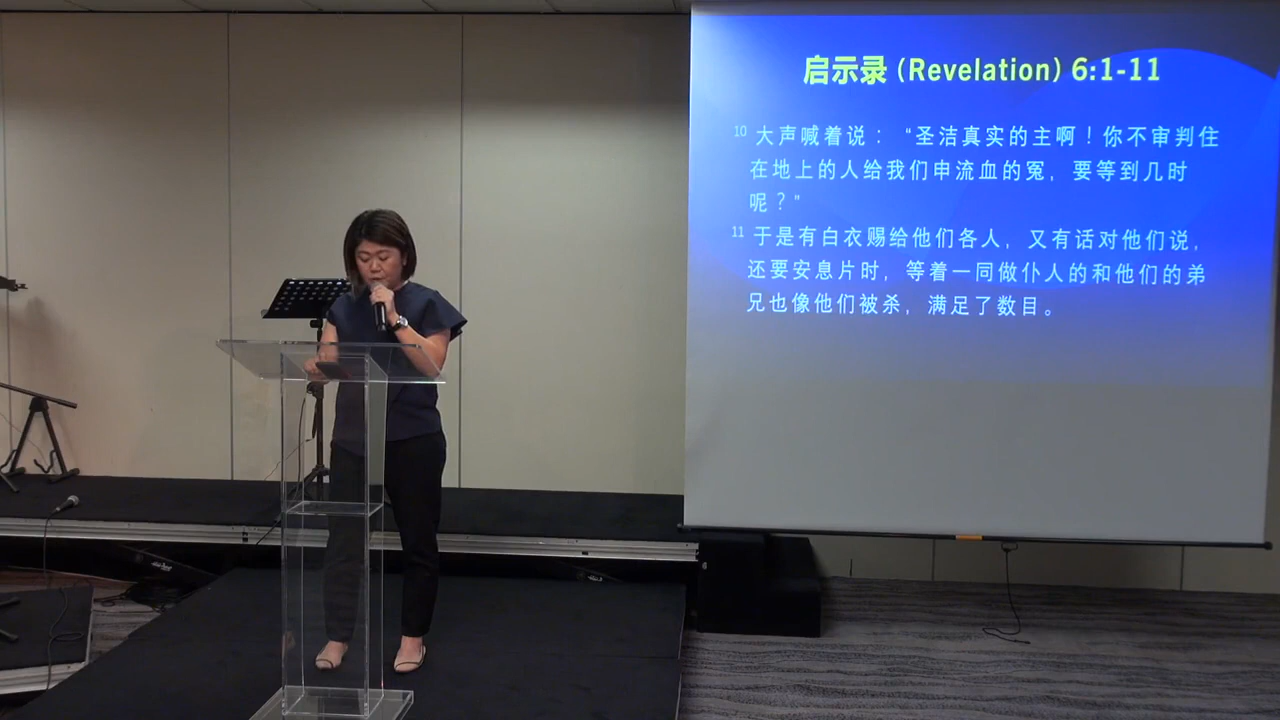 启示录 (Revelation) 6:1-11
10 大声喊着说：“圣洁真实的主啊！你不审判住
在地上的人给我们申流血的冤，要等到几时
呢？”
11 于是有白衣赐给他们各人，又有话对他们说，
还要安息片时，等着一同做仆人的和他们的弟
兄也像他们被杀，满足了数目。